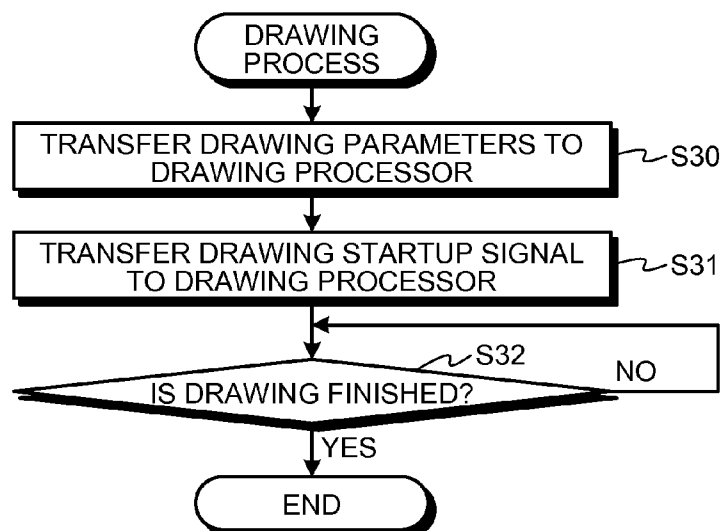 DRAWING
PROCESS
TRANSFER DRAWING PARAMETERS TO
DRAWING PROCESSOR
S30
TRANSFER DRAWING STARTUP SIGNAL
TO DRAWING PROCESSOR
S31
S32
IS DRAWING FINISHED?
NO
YES
END